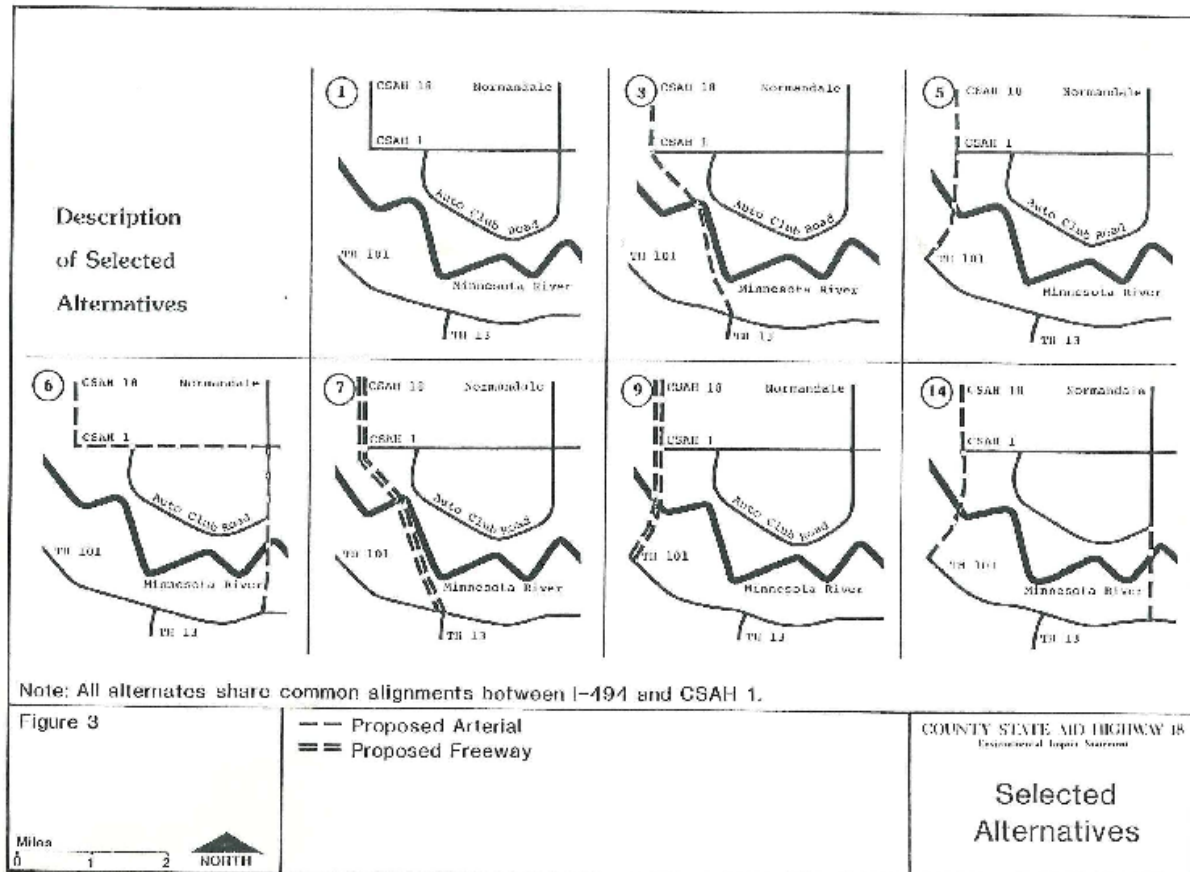 Description
of Selected
Alternatives
1
CSAH 18 Normandale
CSAH 1
Auto Club Road
TH 101
Minnesota River
TH 13
3
CSAH 18 Normandale
CSAH 1
Auto Club Road
TH 101
Minnesota River
TH 13
5
CSAH 18 Normandale
CSAH 1
Auto Club Road
TH 101
Minnesota River
TH 13
6
CSAH 18 Normandale
CSAH 1
Auto Club Road
TH 101
Minnesota River
7
CSAH 18 Normandale
CSAH 1
Auto Club Road
TH 101
Minnesota River
TH 13
9
CSAH 18 Normandale
CSAH 1
Auto Club Road
TH 101
Minnesota River
TH 13
14
CSAH 18 Normandale
CSAH 1
TH 101
Minnesota River
Note: All alternates share common alignments between I-494 and CSAH 1.
Figure 3
Proposed Arterial
Proposed Freeway
Miles
0 1 2
NORTH
COUNTY STATE AID HIGHWAY 18
Environmental Impact Statement
Selected
Alternatives